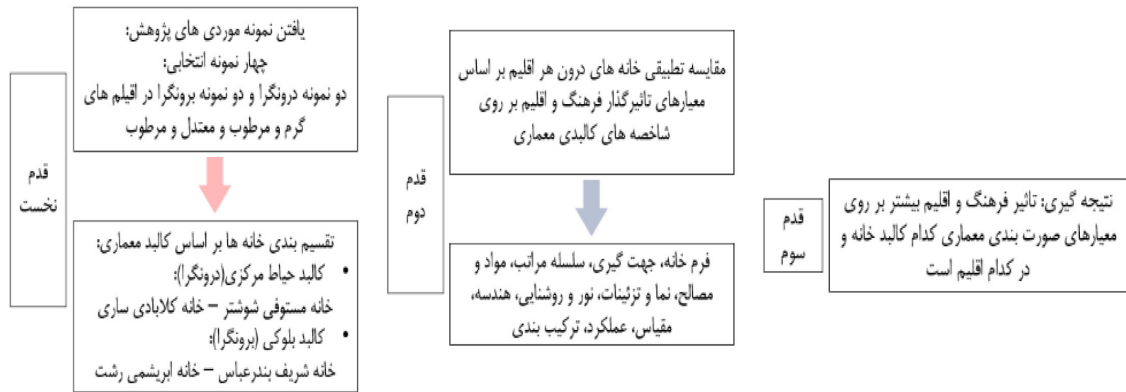 قدم
نخست
یافتن نمونه موردی های پژوهش:
چهار نمونه انتخابی:
دو نمونه درونگرا و دو نمونه برونگرا در اقیلم های
گرم و مرطوب و معتدل و مرطوب
تقسیم بندی خانه ها بر اساس کالبد معماری:
• کالبد حیاط مرکزی(درونگرا):
خانه مستوفی شوشتر – خانه کلابادی ساری
• کالبد بلوکی (برونگرا):
خانه شریف بندرعباس – خانه ابریشمی رشت
قدم
دوم
مقایسه تطبیقی خانه های درون هر اقلیم بر اساس
معیارهای تاثیرگذار فرهنگ و اقلیم بر روی
شاخصه های کالبدی معماری
فرم خانه، جهت گیری، سلسله مراتب، مواد و
مصالح، نما و تزئینات، نور و روشنایی، هندسه،
مقیاس، عملکرد، ترکیب بندی
قدم
سوم
نتیجه گیری: تاثیر فرهنگ و اقلیم بیشتر بر روی
معیارهای صورت بندی معماری کدام کالبد خانه و
در کدام اقلیم است